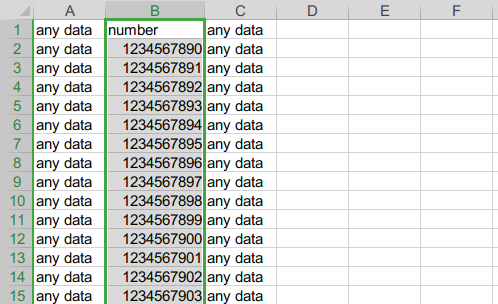 A B C D E F
1 any data number any data
2 any data 1234567890 any data
3 any data 1234567891 any data
4 any data 1234567892 any data
5 any data 1234567893 any data
6 any data 1234567894 any data
7 any data 1234567895 any data
8 any data 1234567896 any data
9 any data 1234567897 any data
10 any data 1234567898 any data
11 any data 1234567899 any data
12 any data 1234567900 any data
13 any data 1234567901 any data
14 any data 1234567902 any data
15 any data 1234567903 any data